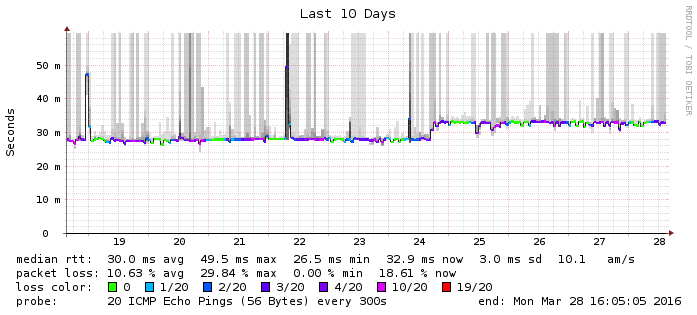 Last 10 Days
RRDTOOL / TOBI OETIKER
Seconds
50 m
40 m
30 m
20 m
10 m
0
19 20 21 22 23 24 25 26 27 28
median rtt: 30.0 ms avg 49.5 ms max 26.5 ms min 32.9 ms now 3.0 ms sd 10.1 am/s
packet loss: 10.63 % avg 29.84 % max 0.00 % min 18.61 % now
loss color: 0 1/20 2/20 3/20 4/20 10/20 19/20
probe: 20 ICMP Echo Pings (56 Bytes) every 300s end: Mon Mar 28 16:05:05 2016